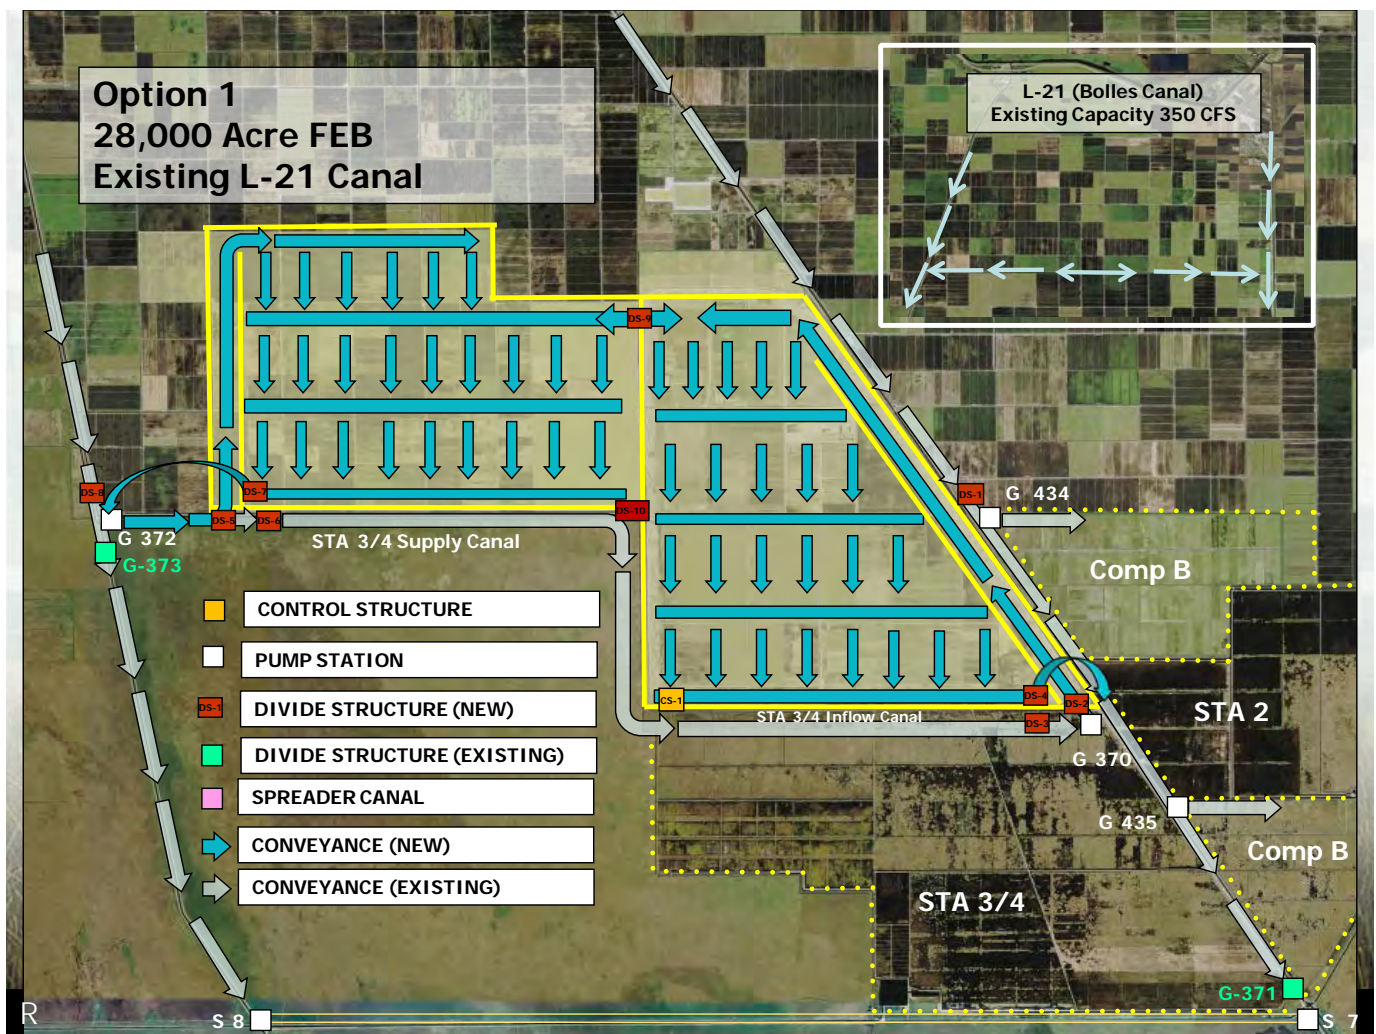 Option 1
28,000 Acre FEB
Existing L-21 Canal
L-21 (Bolles Canal)
Existing Capacity 350 CFS
DS-9
DS-8
DS-7
DS-1
G 434
DS-10
DS-5
DS-6
G 372
STA 3/4 Supply Canal
G-373
Comp B
CONTROL STRUCTURE
PUMP STATION
DS-1
DIVIDE STRUCTURE (NEW)
DIVIDE STRUCTURE (EXISTING)
SPREADER CANAL
CONVEYANCE (NEW)
CONVEYANCE (EXISTING)
CS-1
DS-4
DS-2
STA 3/4 Inflow Canal
DS-3
STA 2
G 370
G 435
Comp B
STA 3/4
G-371
R
S 8
S 7